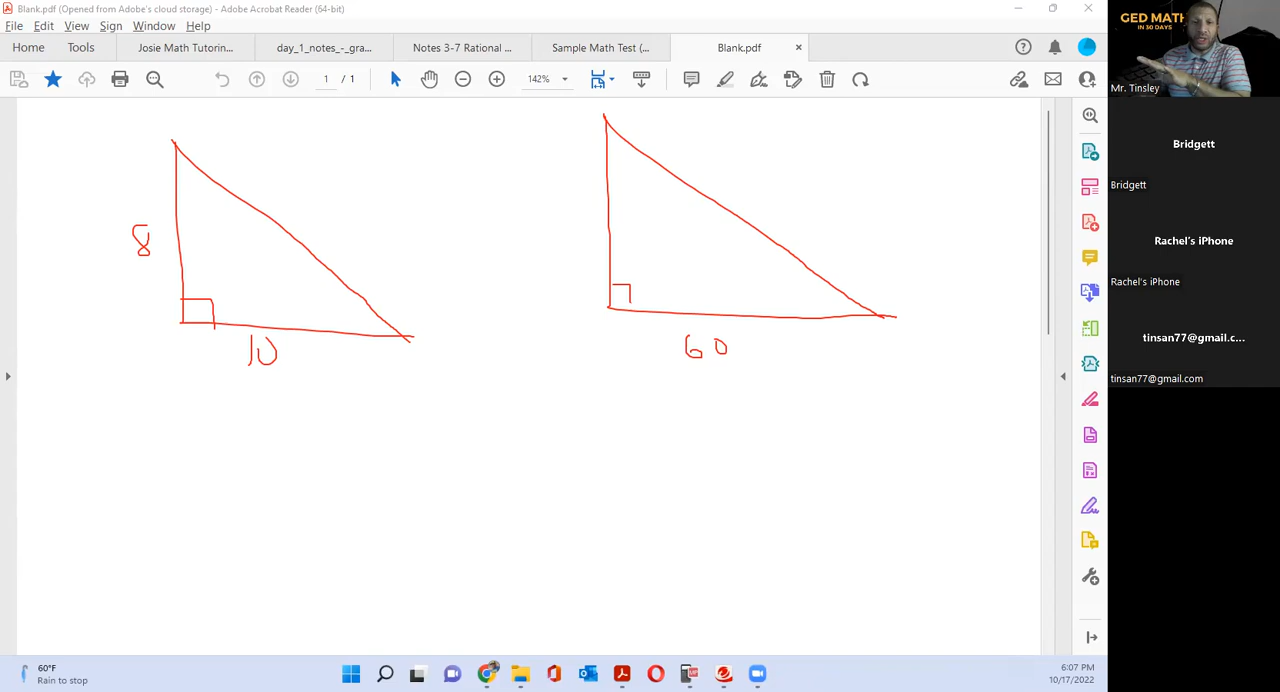 Blank.pdf (Opened from Adobe's cloud storage) - Adobe Acrobat Reader (64-bit)
File Edit View Sign Window Help
Home Tools Josie Math Tutorin... day_1_notes_-_gra... Notes 3-7 Rational ... Sample Math Test (... Blank.pdf ×
1 / 1 142%
8
10
60
GED MATH
IN 30 DAYS
Mr. Tinsley
Bridgett
Bridgett
Rachel's iPhone
Rachel's iPhone
tinsan77@gmail.c...
tinsan77@gmail.com
60°F
Rain to stop
6:07 PM
10/17/2022